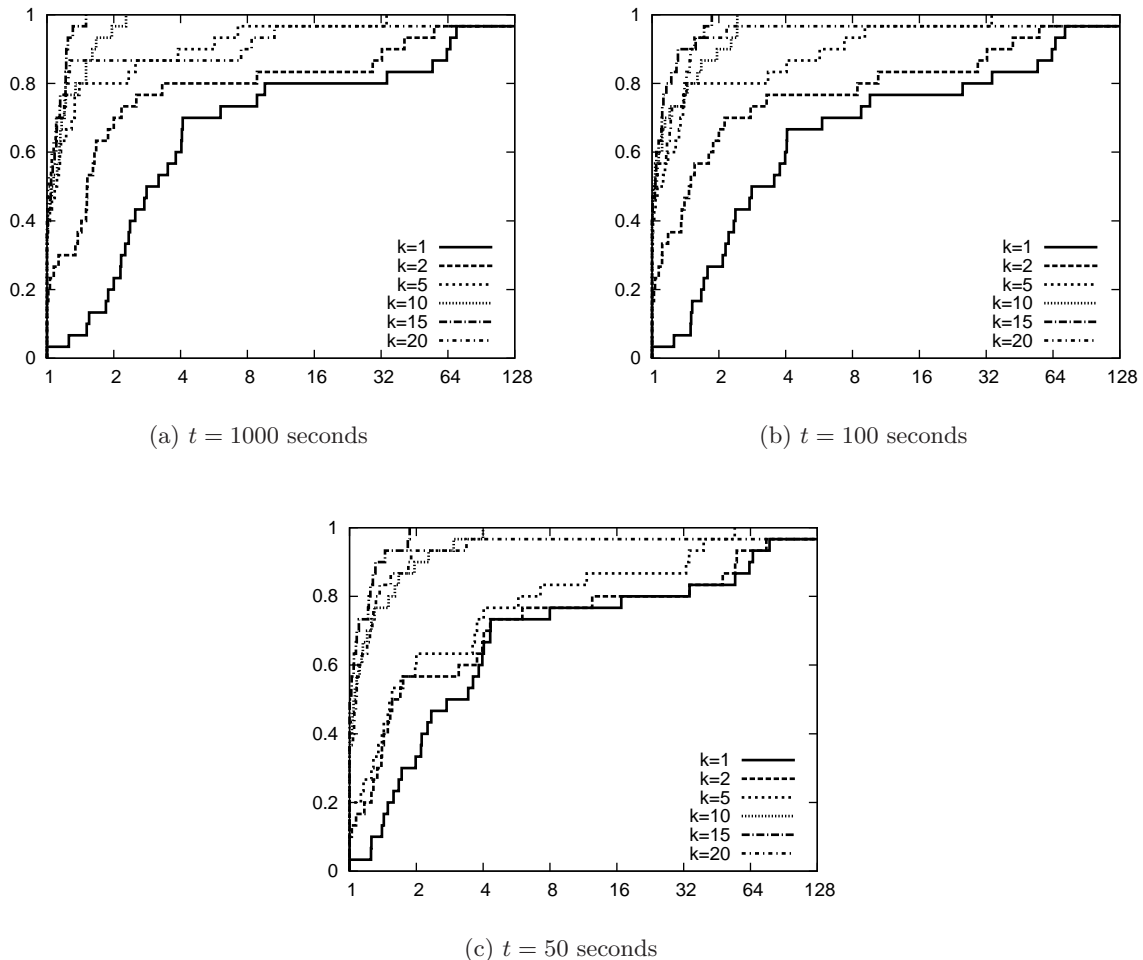 1
0.8
0.6
0.4
0.2
0
1 2 4 8 16 32 64 128
k=1
k=2
k=5
k=10
k=15
k=20
(a) t = 1000 seconds
1
0.8
0.6
0.4
0.2
0
1 2 4 8 16 32 64 128
k=1
k=2
k=5
k=10
k=15
k=20
(b) t = 100 seconds
1
0.8
0.6
0.4
0.2
0
1 2 4 8 16 32 64 128
k=1
k=2
k=5
k=10
k=15
k=20
(c) t = 50 seconds